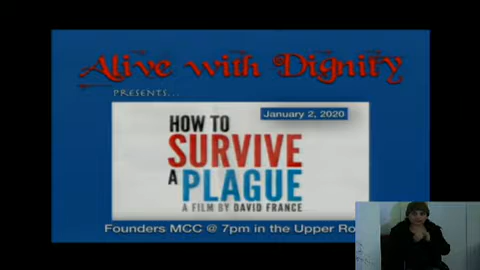 Alive with Dignity
PRESENTS...
January 2, 2020
HOW TO
SURVIVE
A PLAGUE
A FILM BY DAVID FRANCE
Founders MCC @ 7pm in the Upper